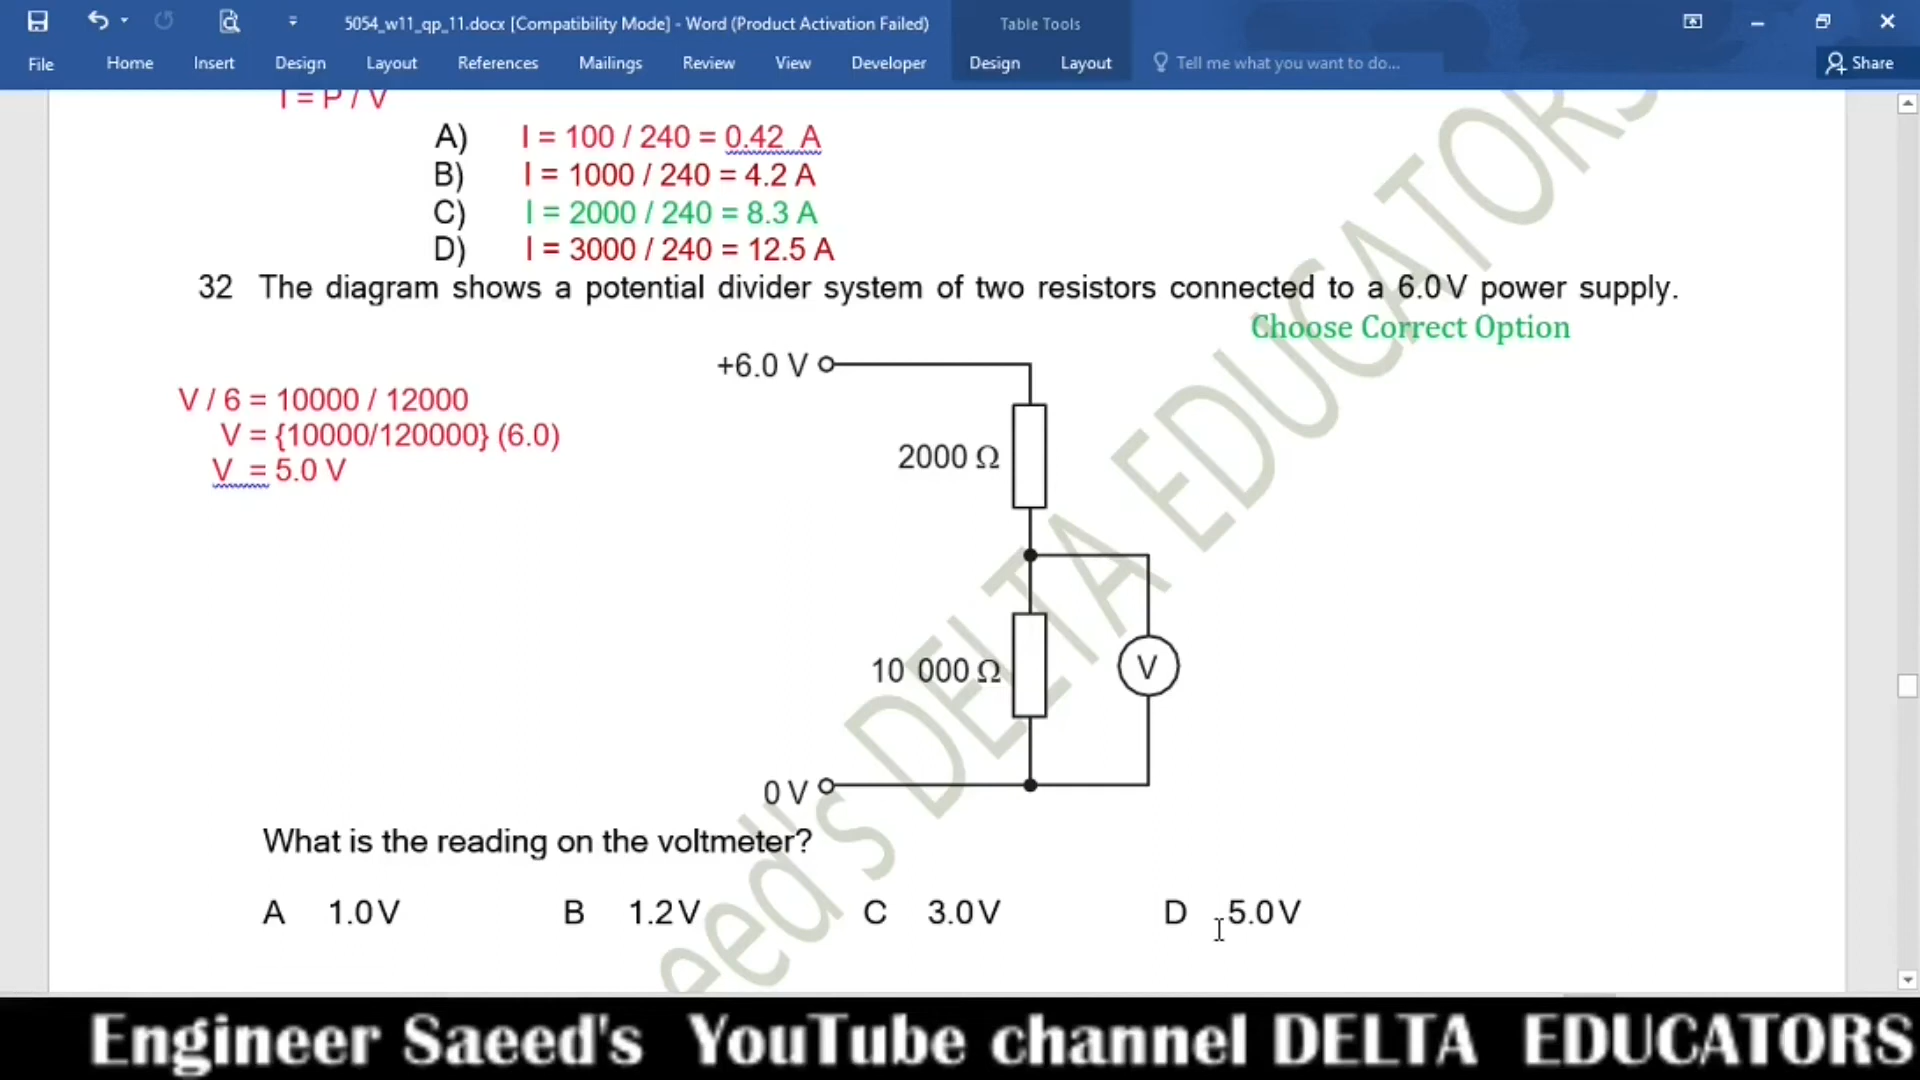 5054_w11_qp_11.docx [Compatibility Mode] - Word (Product Activation Failed)
Table Tools
File Home Insert Design Layout References Mailings Review View Developer Design Layout Tell me what you want to do... Share
I = P / V
A) I = 100 / 240 = 0.42 A
B) I = 1000 / 240 = 4.2 A
C) I = 2000 / 240 = 8.3 A
D) I = 3000 / 240 = 12.5 A
32 The diagram shows a potential divider system of two resistors connected to a 6.0 V power supply.
Choose Correct Option
+6.0 V
V / 6 = 10000 / 12000
V = {10000/120000} (6.0)
V = 5.0 V
2000 Ω
10 000 Ω
V
0 V
What is the reading on the voltmeter?
A 1.0 V B 1.2 V C 3.0 V D 5.0 V
eed's DELTA EDUCATORS
Engineer Saeed's YouTube channel DELTA EDUCATORS